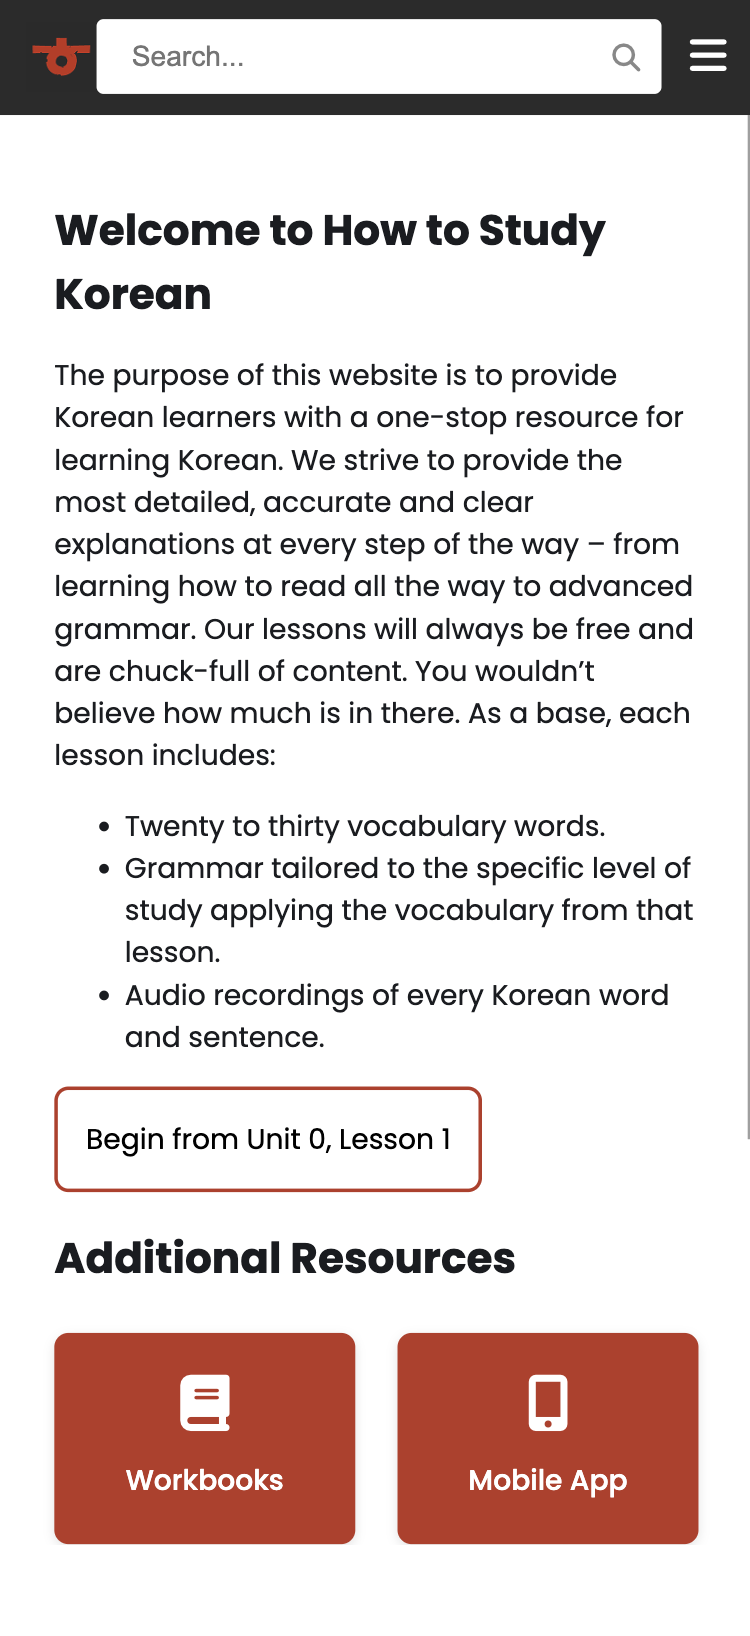 Search...
Welcome to How to Study
Korean
The purpose of this website is to provide
Korean learners with a one-stop resource for
learning Korean. We strive to provide the
most detailed, accurate and clear
explanations at every step of the way – from
learning how to read all the way to advanced
grammar. Our lessons will always be free and
are chuck-full of content. You wouldn’t
believe how much is in there. As a base, each
lesson includes:
• Twenty to thirty vocabulary words.
• Grammar tailored to the specific level of
study applying the vocabulary from that
lesson.
• Audio recordings of every Korean word
and sentence.
Begin from Unit 0, Lesson 1
Additional Resources
Workbooks
Mobile App